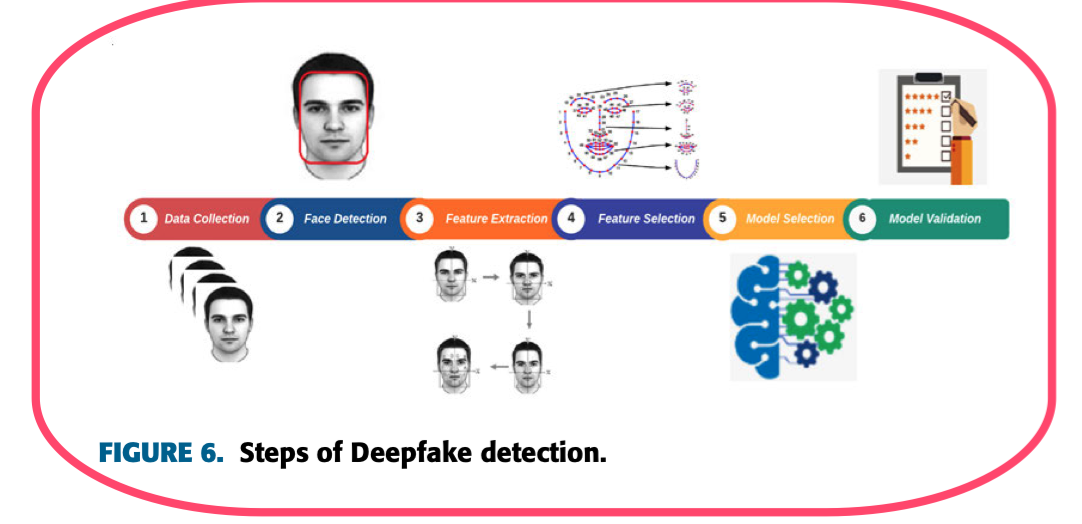 1 Data Collection 2 Face Detection 3 Feature Extraction 4 Feature Selection 5 Model Selection 6 Model Validation
FIGURE 6. Steps of Deepfake detection.